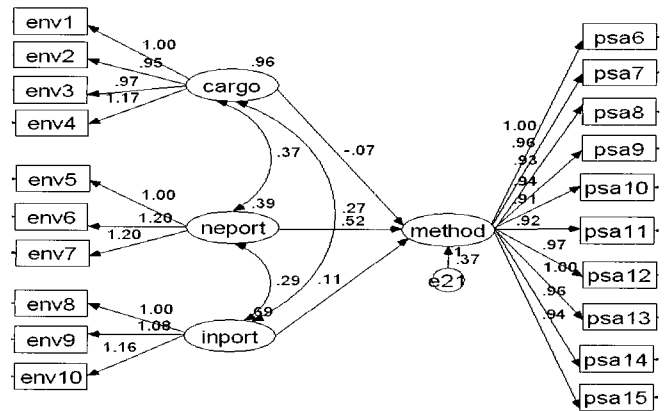 env1
env2
env3
env4
1.00
.95
.97
1.17
.96
cargo
.37
-.07
env5
env6
env7
1.00
1.20
1.20
.39
neport
.27
.52
.29
.11
env8
env9
env10
1.00
1.08
1.16
.69
inport
method
1
.37
e21
1.00
.96
.93
.94
.91
.92
.97
1.00
.96
.94
psa6
psa7
psa8
psa9
psa10
psa11
psa12
psa13
psa14
psa15